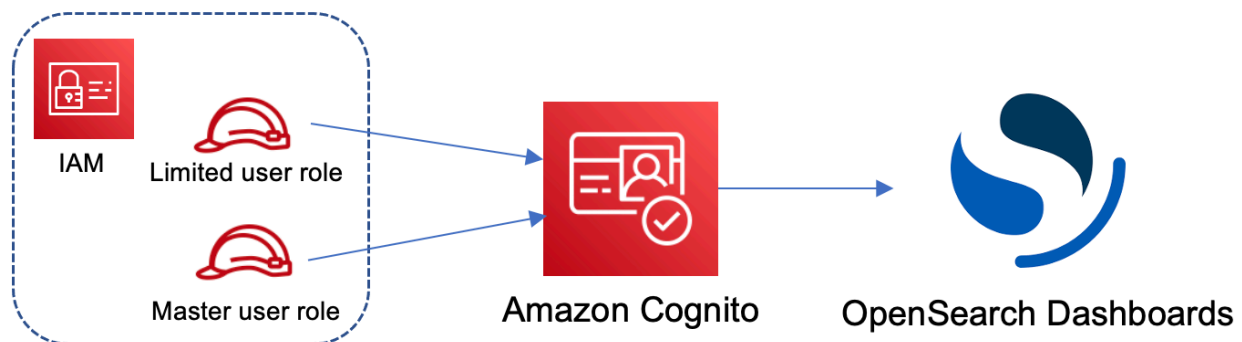 IAM
Limited user role
Master user role
Amazon Cognito
OpenSearch Dashboards